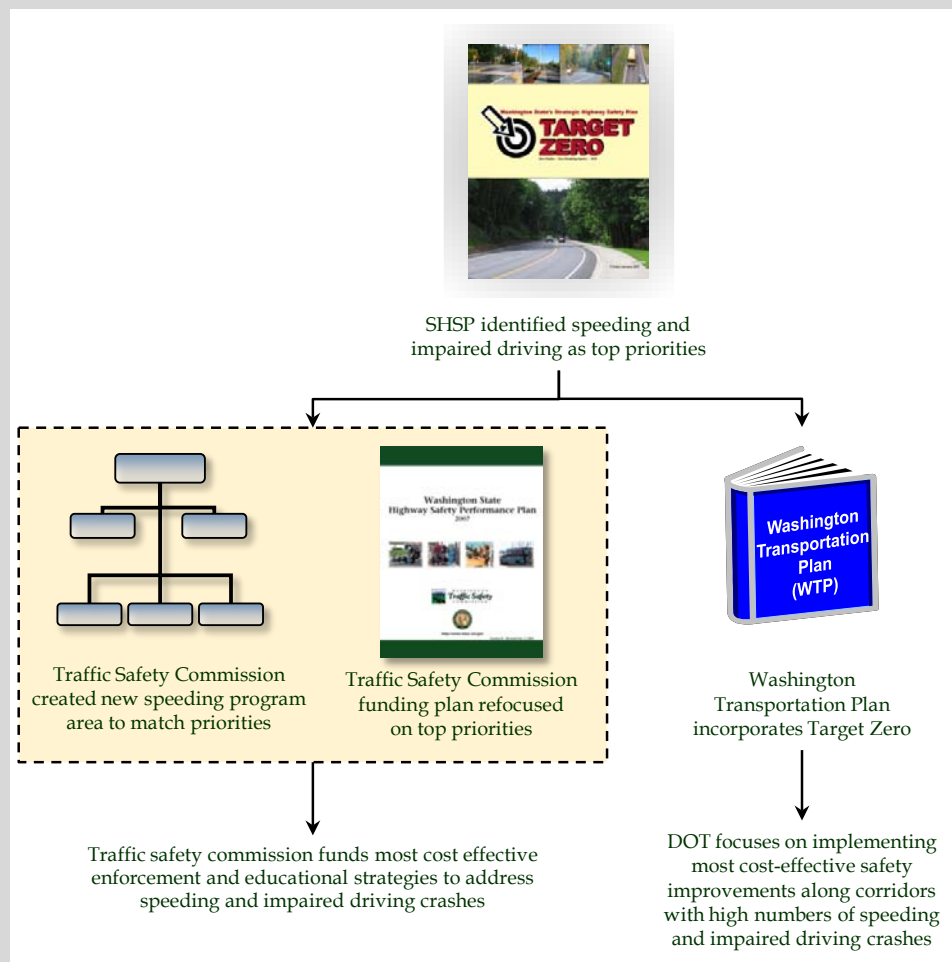 Washington State's Strategic Highway Safety Plan
TARGET
ZERO
SHSP identified speeding and
impaired driving as top priorities
Washington State
Highway Safety Performance Plan
2007
Traffic Safety
Traffic Safety Commission
created new speeding program
area to match priorities
Traffic Safety Commission
funding plan refocused
on top priorities
Washington
Transportation
Plan
(WTP)
Washington
Transportation Plan
incorporates Target Zero
Traffic safety commission funds most cost effective
enforcement and educational strategies to address
speeding and impaired driving crashes
DOT focuses on implementing
most cost-effective safety
improvements along corridors
with high numbers of speeding
and impaired driving crashes